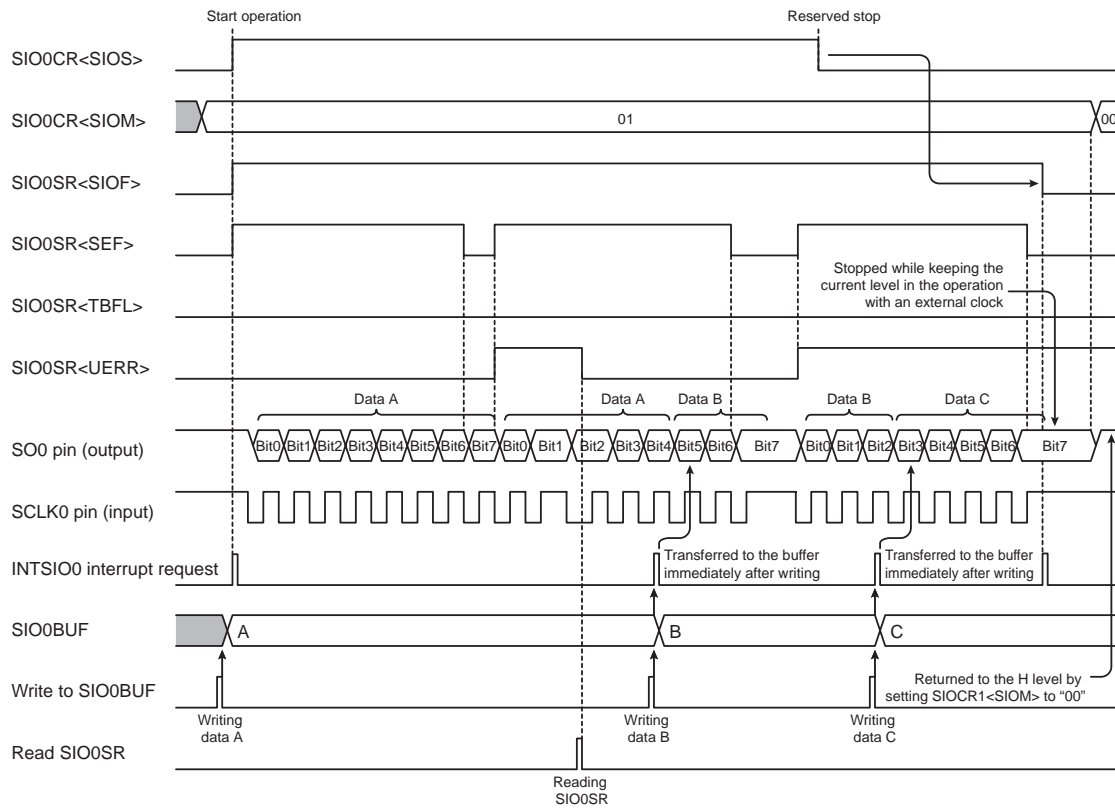 Start operation
Reserved stop
SIO0CR<SIOS>
SIO0CR<SIOM>
01
00
SIO0SR<SIOF>
SIO0SR<SEF>
Stopped while keeping the
current level in the operation
with an external clock
SIO0SR<TBFL>
SIO0SR<UERR>
Data A
Data A
Data B
Data B
Data C
SO0 pin (output)
Bit0 Bit1 Bit2 Bit3 Bit4 Bit5 Bit6 Bit7 Bit0 Bit1 Bit2 Bit3 Bit4 Bit5 Bit6 Bit7 Bit0 Bit1 Bit2 Bit3 Bit4 Bit5 Bit6 Bit7
SCLK0 pin (input)
INTSIO0 interrupt request
Transferred to the buffer
immediately after writing
Transferred to the buffer
immediately after writing
SIO0BUF
A
B
C
Write to SIO0BUF
Returned to the H level by
setting SIOCR1<SIOM> to “00”
Writing
data A
Writing
data B
Writing
data C
Read SIO0SR
Reading
SIO0SR